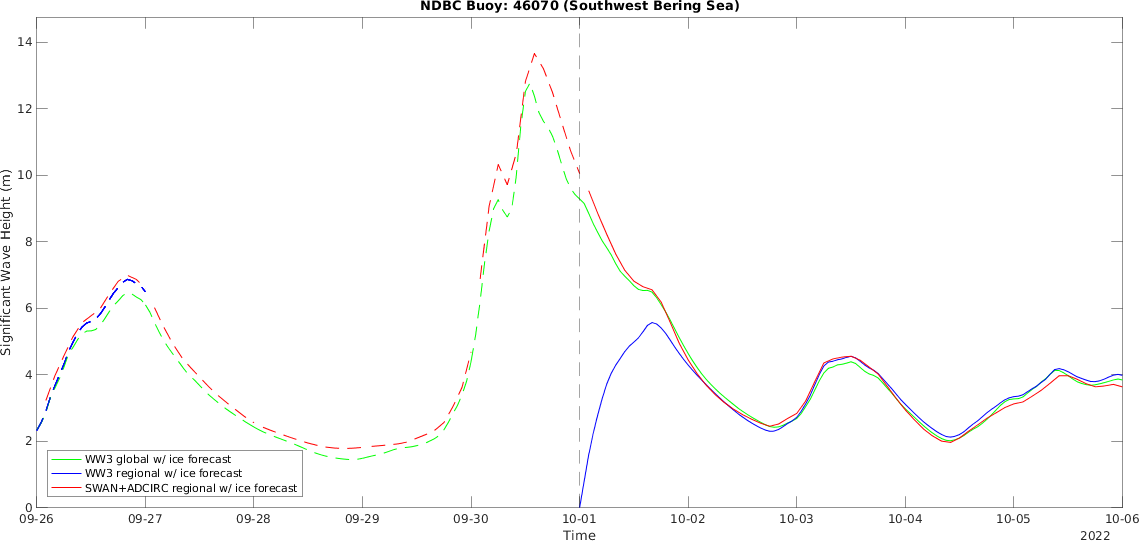 NDBC Buoy: 46070 (Southwest Bering Sea)
Significant Wave Height (m)
14
12
10
8
6
4
2
0
WW3 global w/ ice forecast
WW3 regional w/ ice forecast
SWAN+ADCIRC regional w/ ice forecast
09-26 09-27 09-28 09-29 09-30 10-01 10-02 10-03 10-04 10-05 10-06
Time
2022